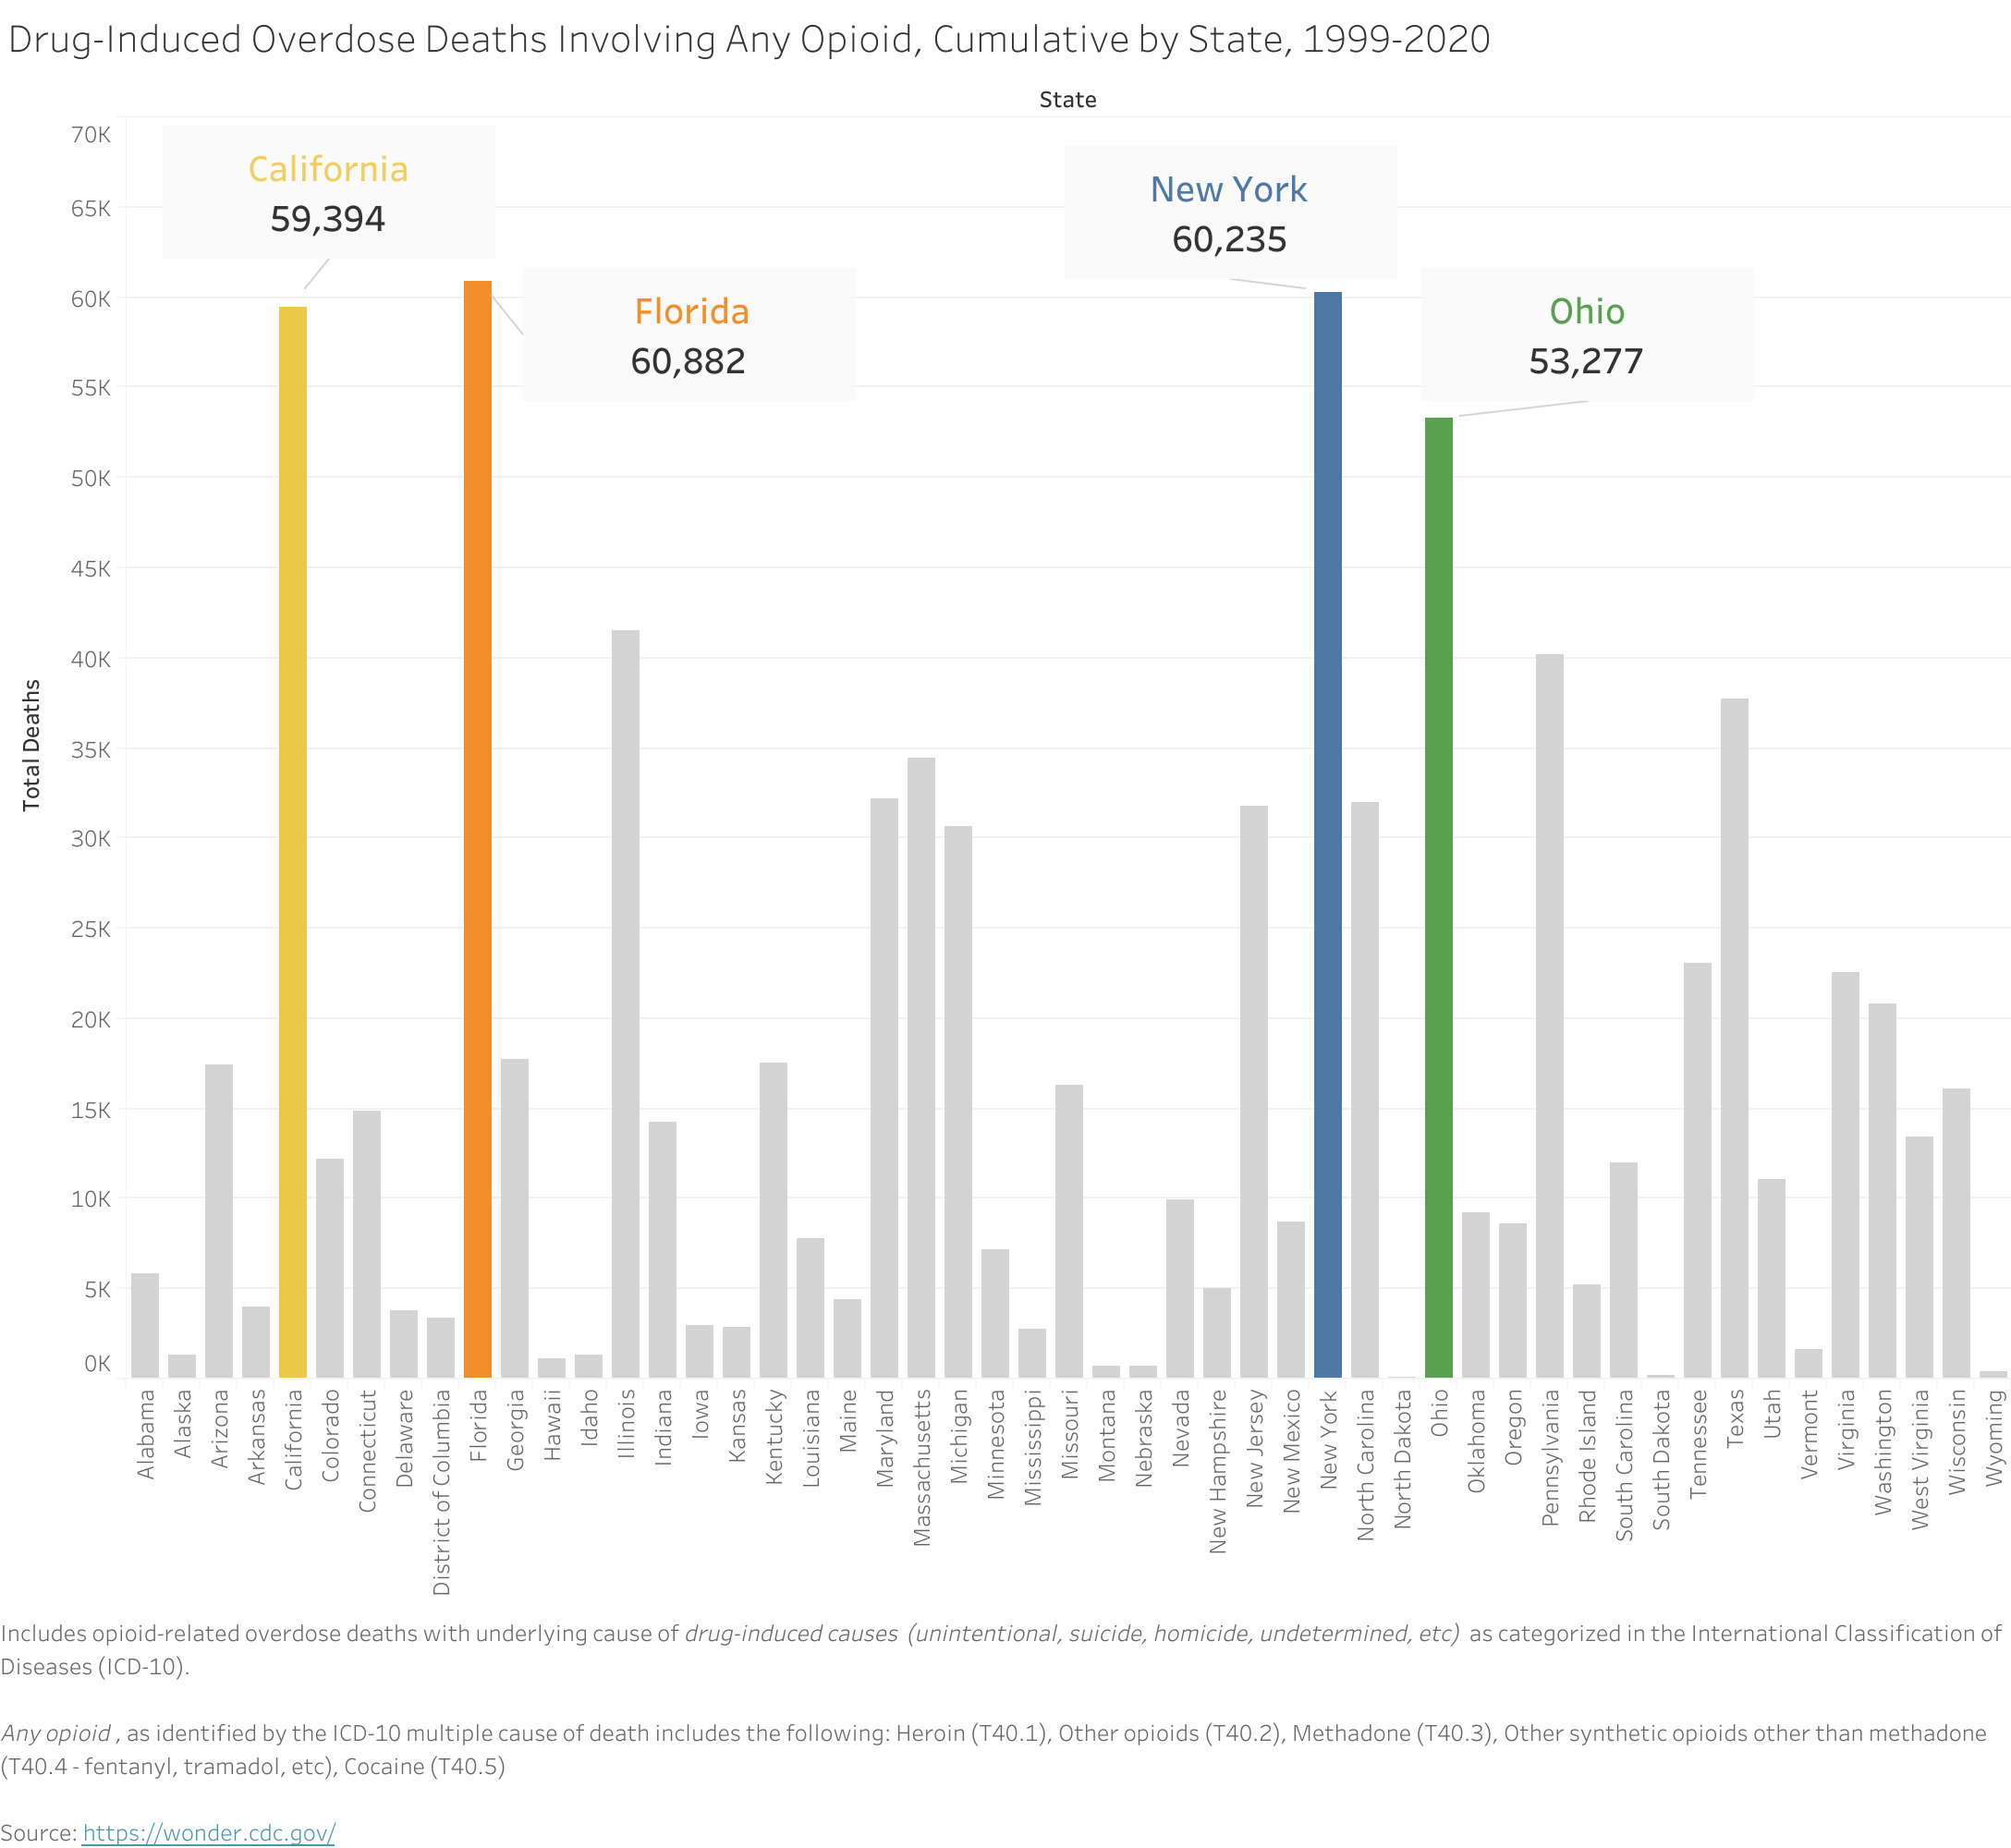 Drug-Induced Overdose Deaths Involving Any Opioid, Cumulative by State, 1999-2020
State
70K
65K
60K
55K
50K
45K
40K
35K
30K
25K
20K
15K
10K
5K
0K
Total Deaths
California
59,394
Florida
60,882
New York
60,235
Ohio
53,277
Alabama
Alaska
Arizona
Arkansas
California
Colorado
Connecticut
Delaware
District of Columbia
Florida
Georgia
Hawaii
Idaho
Illinois
Indiana
Iowa
Kansas
Kentucky
Louisiana
Maine
Maryland
Massachusetts
Michigan
Minnesota
Mississippi
Missouri
Montana
Nebraska
Nevada
New Hampshire
New Jersey
New Mexico
New York
North Carolina
North Dakota
Ohio
Oklahoma
Oregon
Pennsylvania
Rhode Island
South Carolina
South Dakota
Tennessee
Texas
Utah
Vermont
Virginia
Washington
West Virginia
Wisconsin
Wyoming
Includes opioid-related overdose deaths with underlying cause of drug-induced causes (unintentional, suicide, homicide, undetermined, etc) as categorized in the International Classification of
Diseases (ICD-10).
Any opioid , as identified by the ICD-10 multiple cause of death includes the following: Heroin (T40.1), Other opioids (T40.2), Methadone (T40.3), Other synthetic opioids other than methadone
(T40.4 - fentanyl, tramadol, etc), Cocaine (T40.5)
Source: https://wonder.cdc.gov/